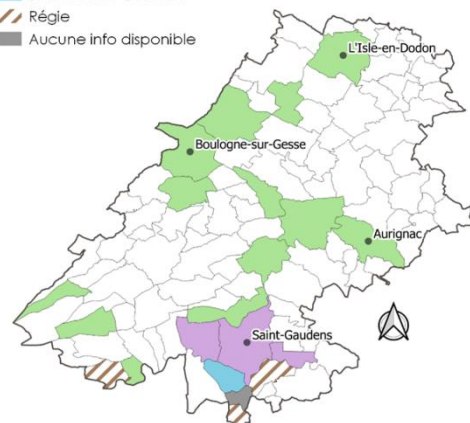 Régie
Aucune info disponible
L'Isle-en-Dodon
Boulogne-sur-Gesse
Aurignac
Saint-Gaudens